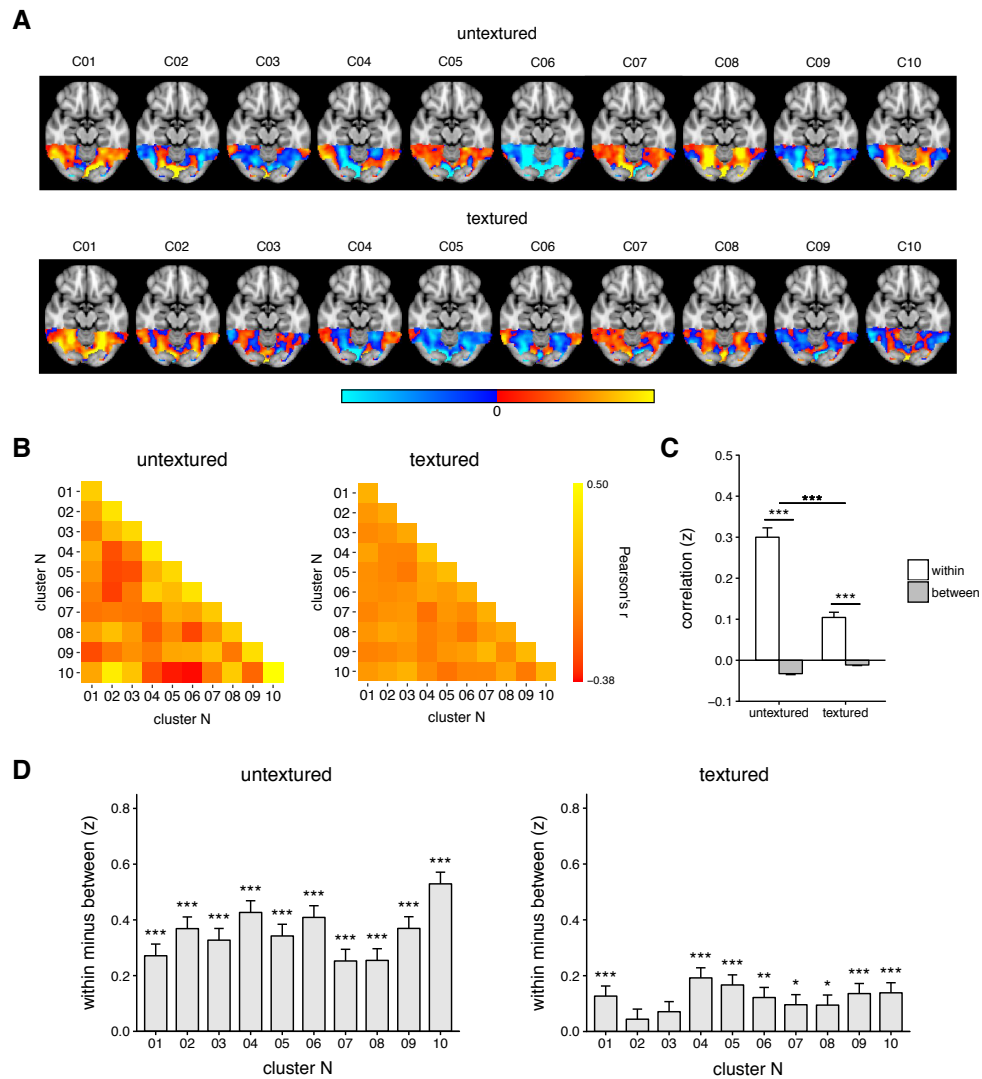 A
untextured
C01 C02 C03 C04 C05 C06 C07 C08 C09 C10
textured
C01 C02 C03 C04 C05 C06 C07 C08 C09 C10
0
B
untextured
cluster N
01
02
03
04
05
06
07
08
09
10
01 02 03 04 05 06 07 08 09 10
cluster N
textured
cluster N
01
02
03
04
05
06
07
08
09
10
01 02 03 04 05 06 07 08 09 10
cluster N
0.50
Pearson's r
−0.38
C
correlation (z)
0.5
0.4
0.3
0.2
0.1
0.0
−0.1
***
***
***
untextured textured
within
between
D
untextured
within minus between (z)
0.8
0.6
0.4
0.2
0.0
*** *** *** *** *** *** *** *** *** ***
01 02 03 04 05 06 07 08 09 10
cluster N
textured
within minus between (z)
0.8
0.6
0.4
0.2
0.0
*** *** *** ** * * *** ***
01 02 03 04 05 06 07 08 09 10
cluster N